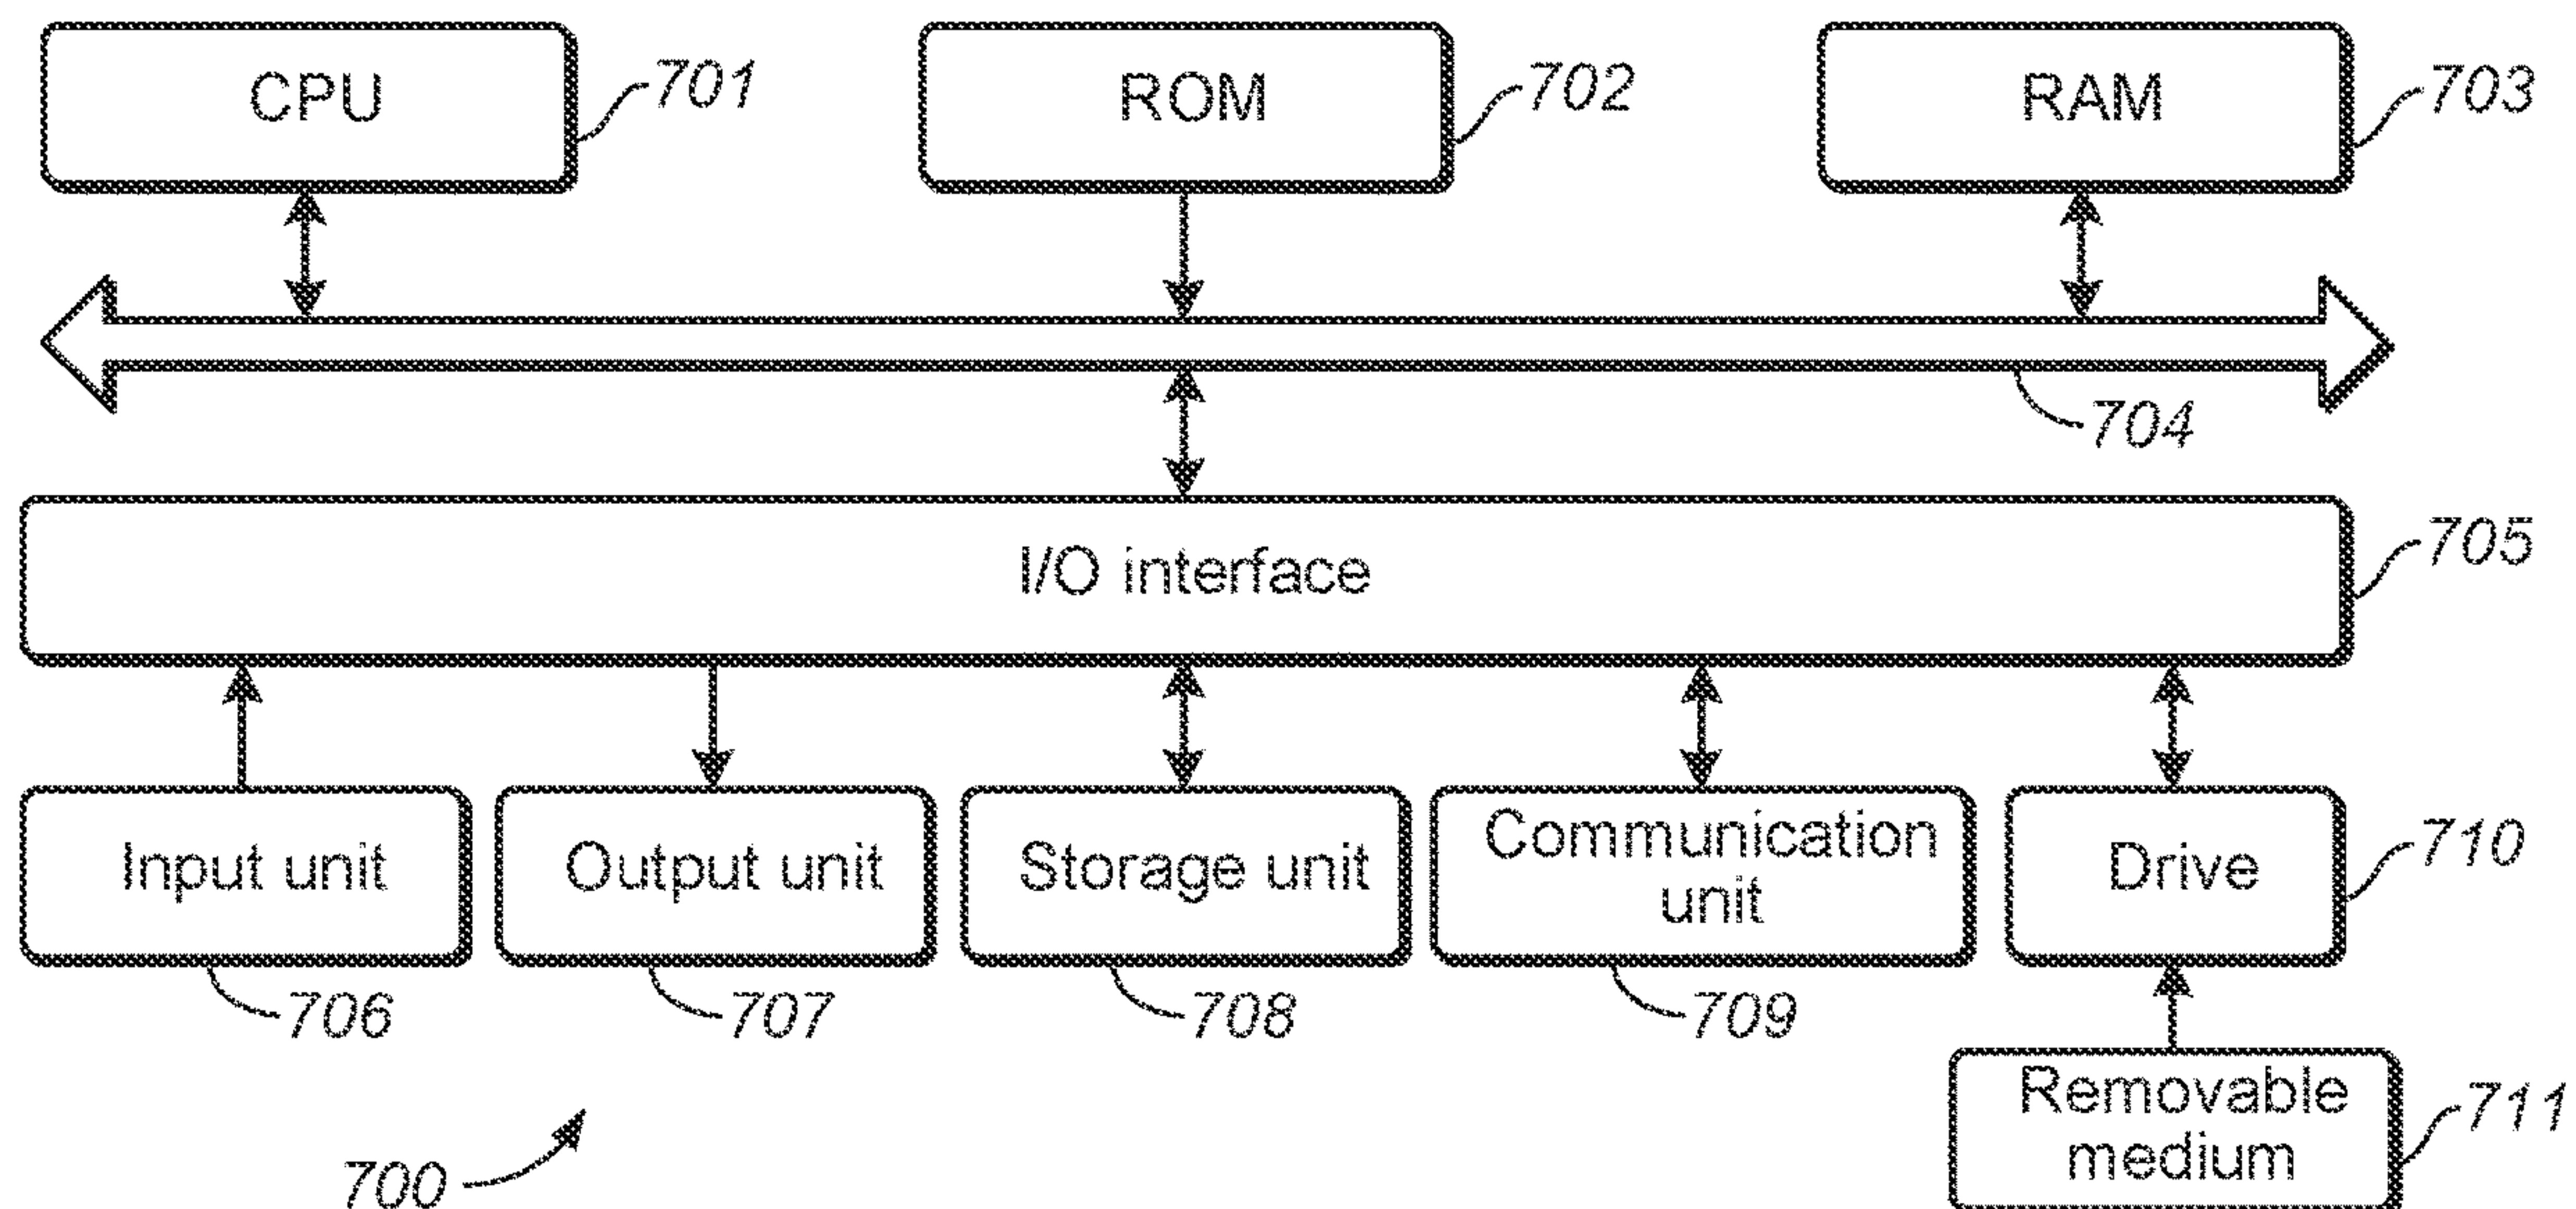 CPU
701
ROM
702
RAM
703
704
I/O interface
705
Input unit
706
Output unit
707
Storage unit
708
Communication
unit
709
Drive
710
Removable
medium
711
700